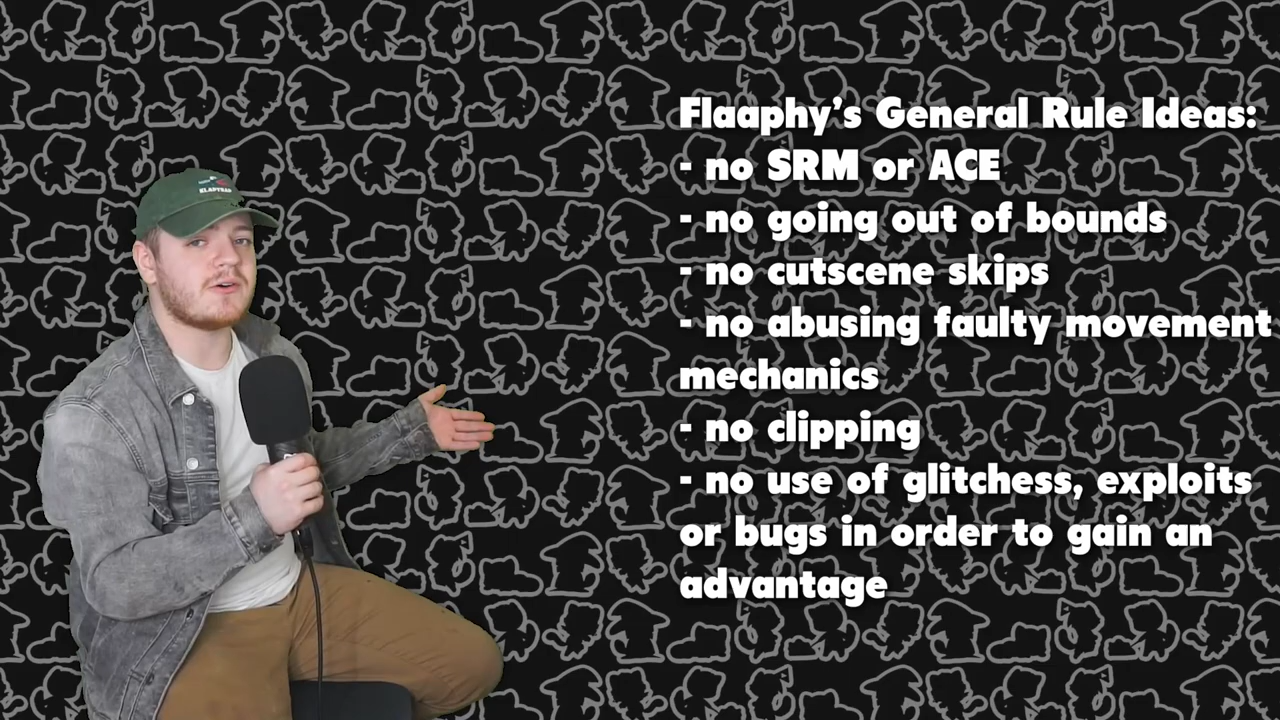 Flaaphy's General Rule Ideas:
- no SRM or ACE
- no going out of bounds
- no cutscene skips
- no abusing faulty movement
mechanics
- no clipping
- no use of glitchess, exploits
or bugs in order to gain an
advantage